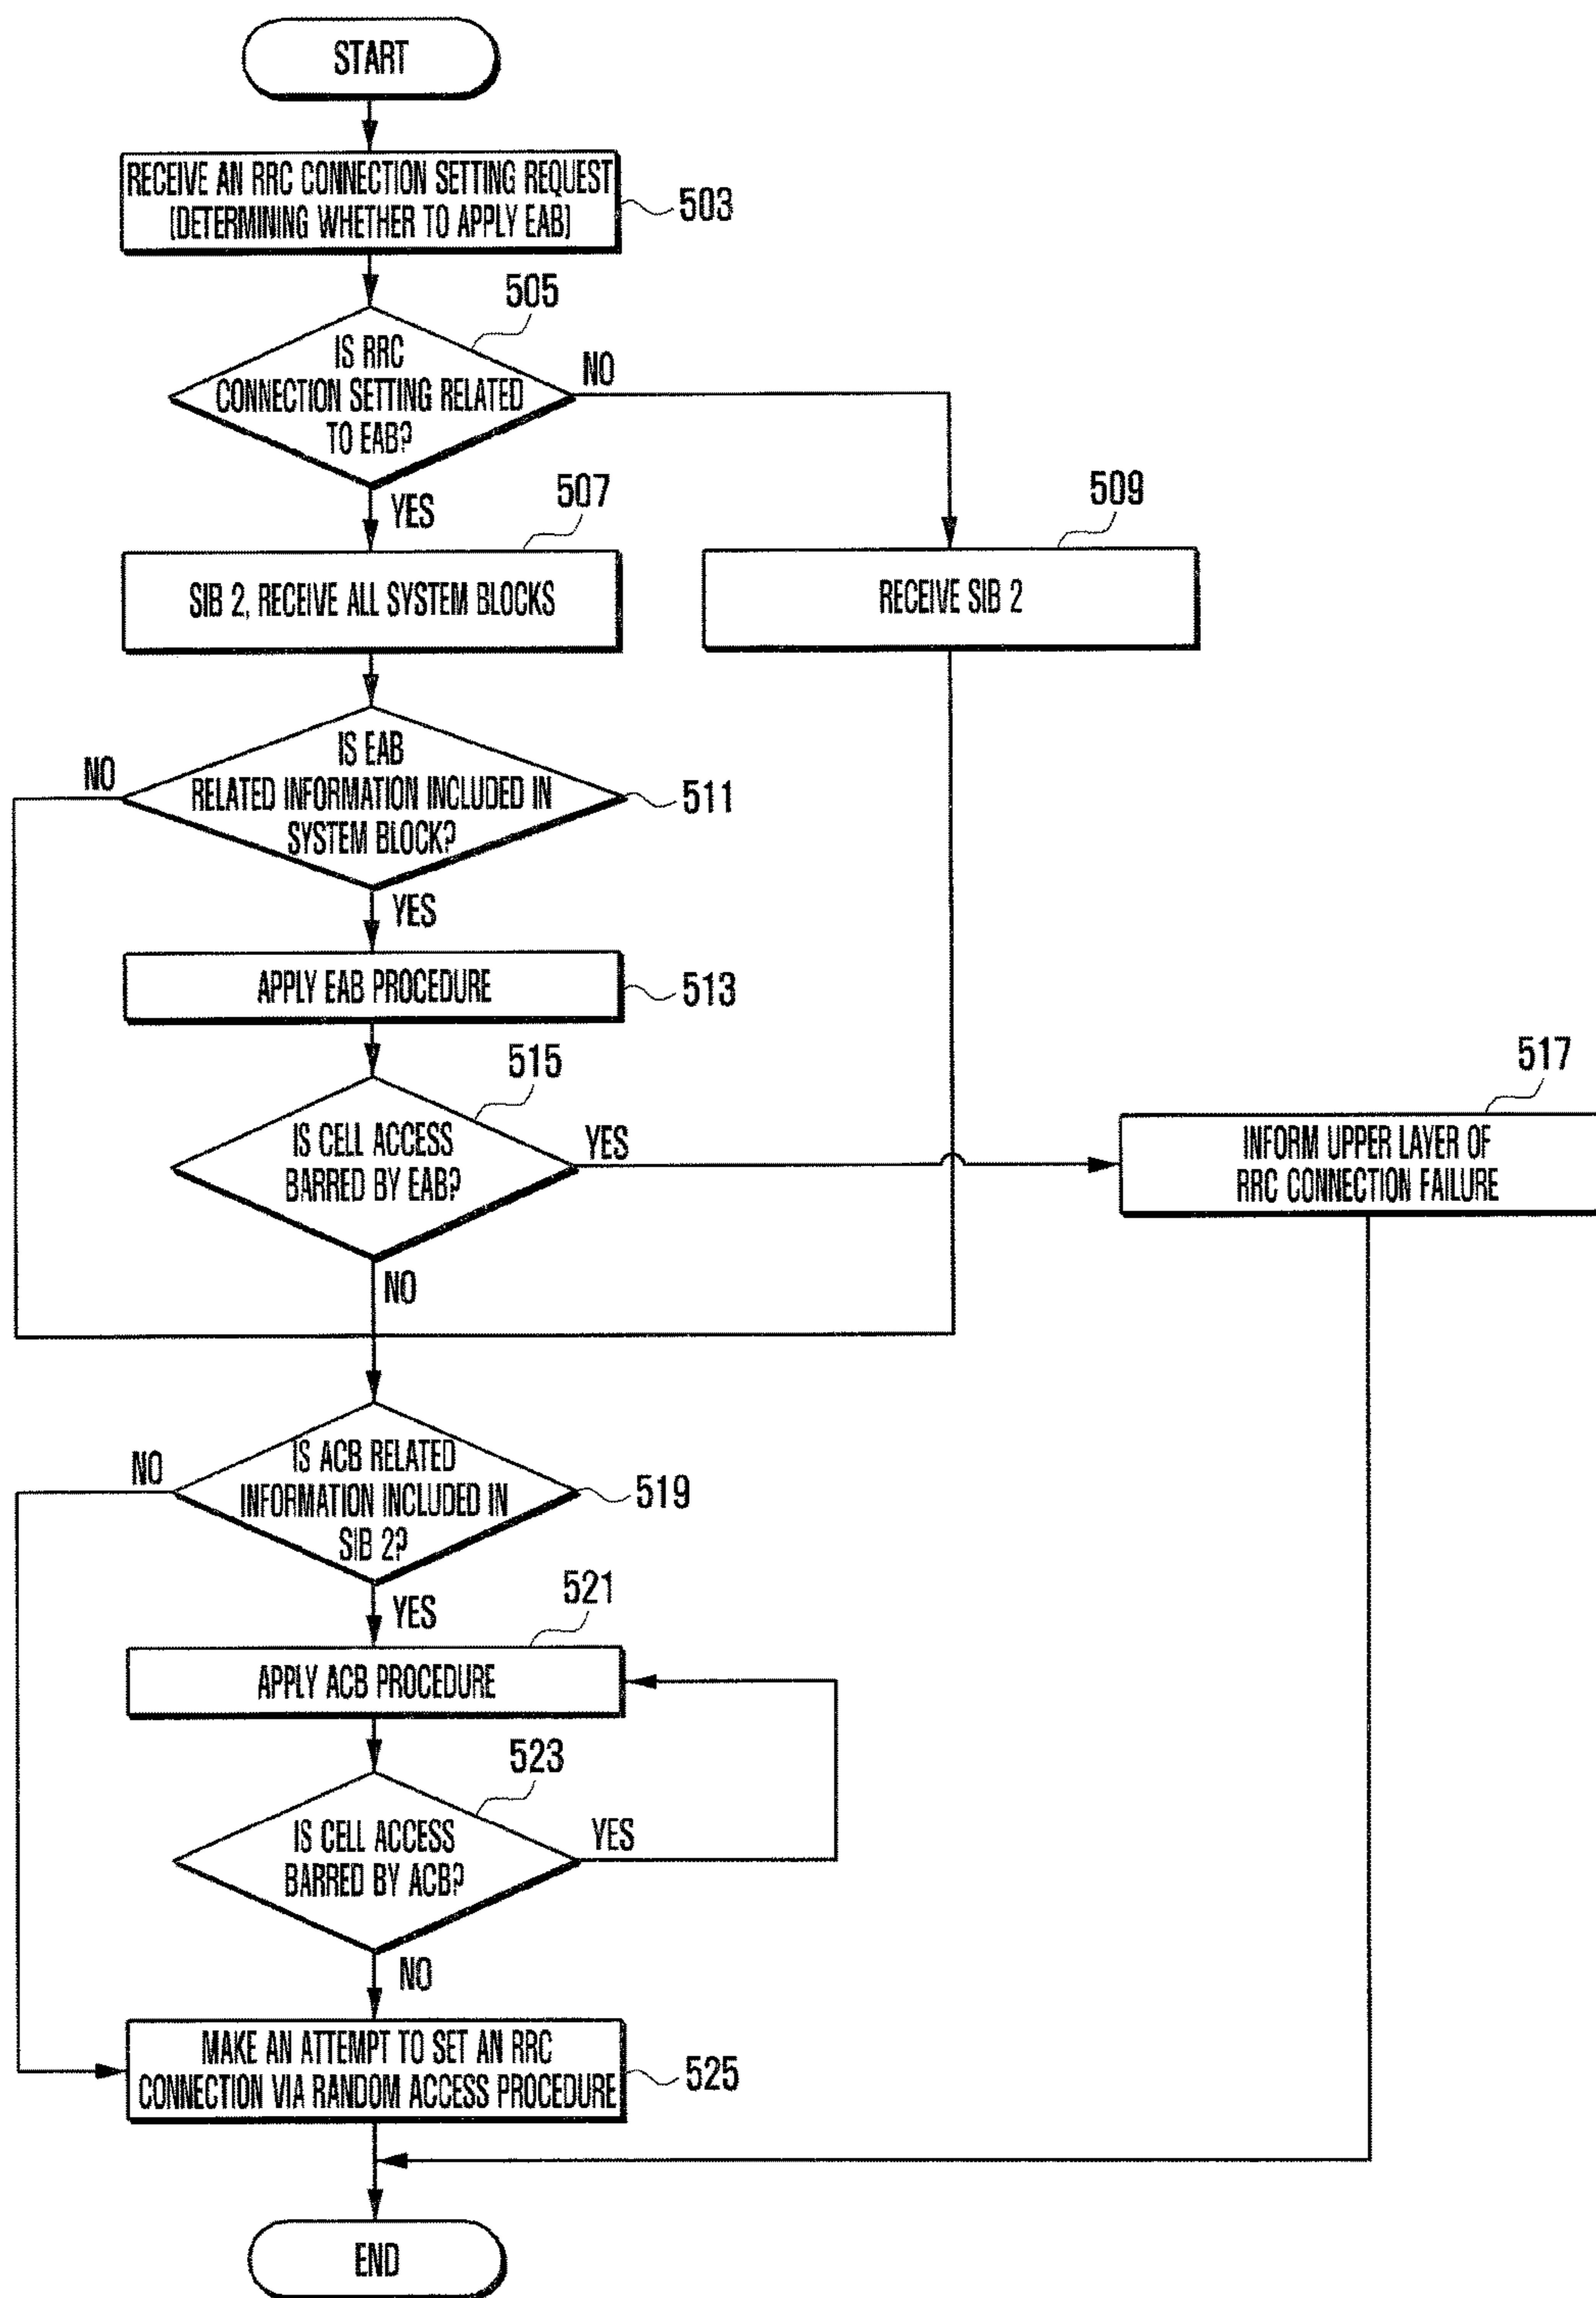 START
RECEIVE AN RRC CONNECTION SETTING REQUEST
(DETERMINING WHETHER TO APPLY EAB)
503
505
IS RRC
CONNECTION SETTING RELATED
TO EAB?
NO
YES
507
509
SIB 2, RECEIVE ALL SYSTEM BLOCKS
RECEIVE SIB 2
IS EAB
RELATED INFORMATION INCLUDED IN
SYSTEM BLOCK?
NO
511
YES
APPLY EAB PROCEDURE
513
515
517
IS CELL ACCESS
BARRED BY EAB?
YES
INFORM UPPER LAYER OF
RRC CONNECTION FAILURE
NO
IS ACB RELATED
INFORMATION INCLUDED IN
SIB 2?
NO
519
YES
521
APPLY ACB PROCEDURE
523
IS CELL ACCESS
BARRED BY ACB?
YES
NO
MAKE AN ATTEMPT TO SET AN RRC
CONNECTION VIA RANDOM ACCESS PROCEDURE
525
END